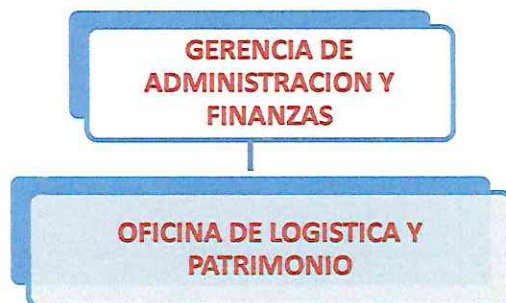 GERENCIA DE
ADMINISTRACION Y
FINANZAS
OFICINA DE LOGISTICA Y
PATRIMONIO